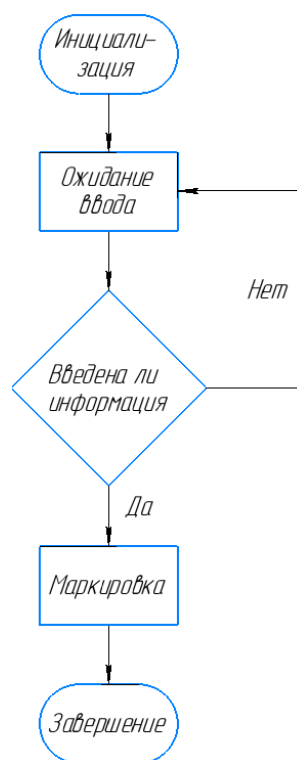 Инициали-
зация
Ожидание
ввода
Нет
Введена ли
информация
Да
Маркировка
Завершение